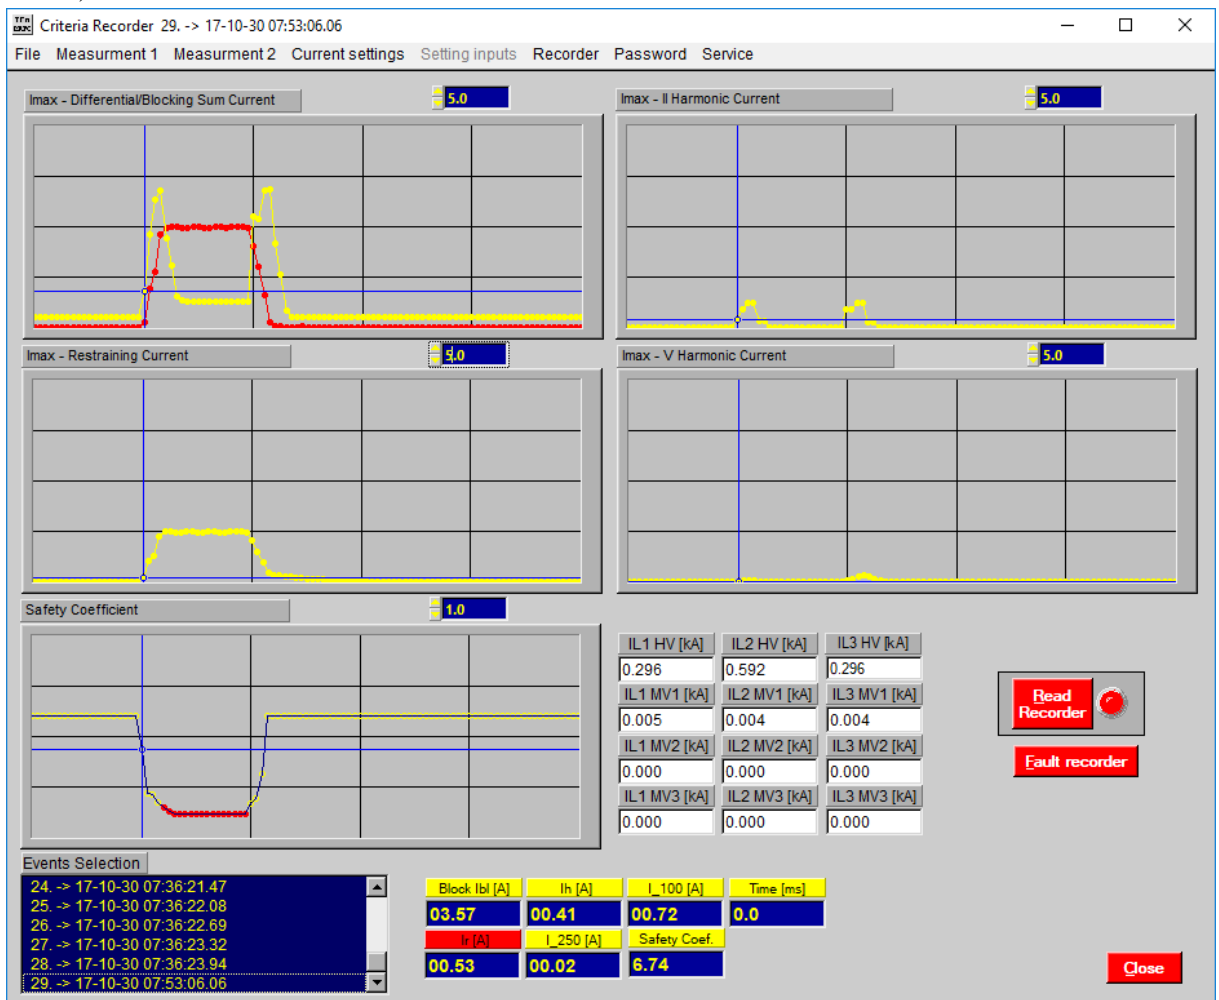 Criteria Recorder 29. -> 17-10-30 07:53:06.06
File Measurment 1 Measurment 2 Current settings Setting inputs Recorder Password Service
Imax - Differential/Blocking Sum Current 5.0
Imax - II Harmonic Current 5.0
Imax - Restraining Current 5.0
Imax - V Harmonic Current 5.0
Safety Coefficient 1.0
IL1 HV [kA] IL2 HV [kA] IL3 HV [kA]
0.296 0.592 0.296
IL1 MV1 [kA] IL2 MV1 [kA] IL3 MV1 [kA]
0.005 0.004 0.004
IL1 MV2 [kA] IL2 MV2 [kA] IL3 MV2 [kA]
0.000 0.000 0.000
IL1 MV3 [kA] IL2 MV3 [kA] IL3 MV3 [kA]
0.000 0.000 0.000
Read
Recorder
Fault recorder
Events Selection
24. -> 17-10-30 07:36:21.47
25. -> 17-10-30 07:36:22.08
26. -> 17-10-30 07:36:22.69
27. -> 17-10-30 07:36:23.32
28. -> 17-10-30 07:36:23.94
29. -> 17-10-30 07:53:06.06
Block Ibl [A] Ih [A] I_100 [A] Time [ms]
03.57 00.41 00.72 0.0
Ir [A] I_250 [A] Safety Coef.
00.53 00.02 6.74
Close